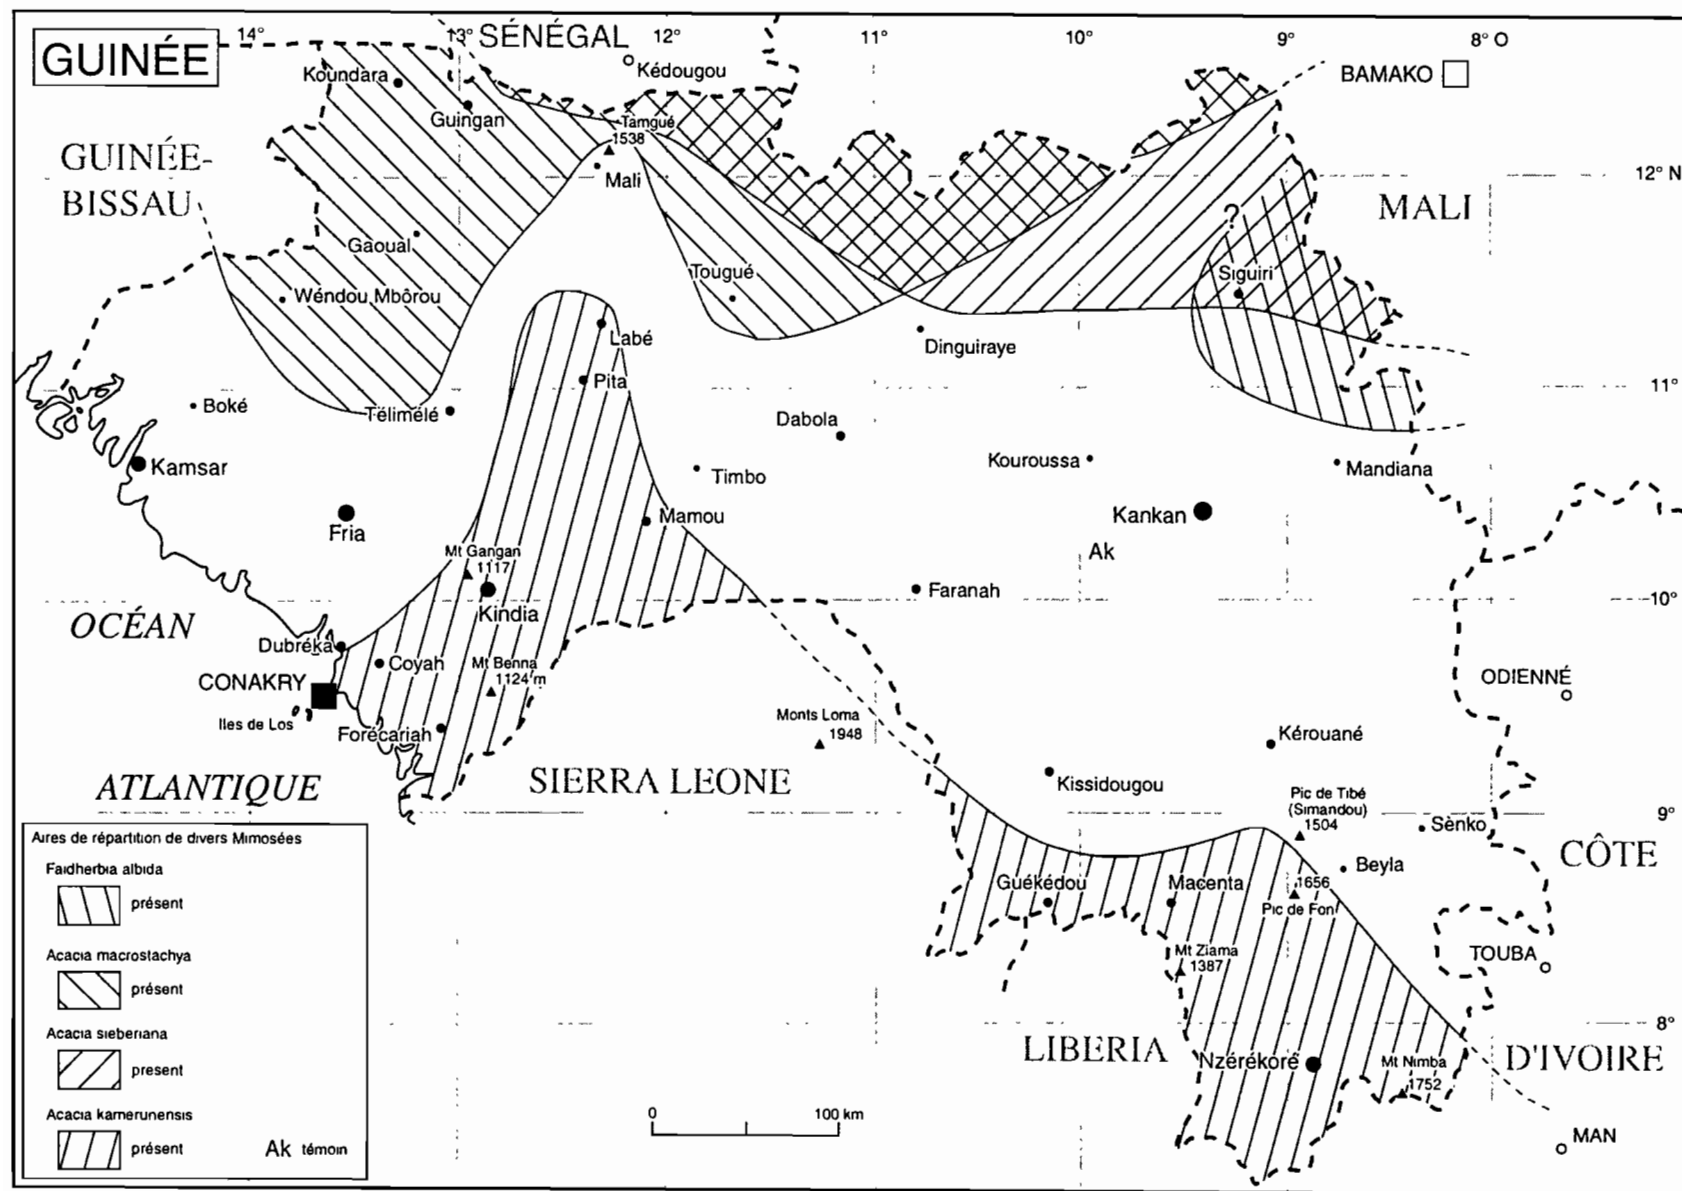 GUINÉE
14°
13°
SÉNÉGAL
12°
11°
10°
9°
8° O
Kédougou
BAMAKO
Koundara
Guingan
Tamgué
1538
Mali
GUINÉE-
BISSAU
12° N
MALI
?
Gaoual
Wéndou Mbôrou
Tougué
Siguiri
Labé
Dinguiraye
Pita
11°
Boké
Télimélé
Dabola
Kamsar
Timbo
Kouroussa
Mandiana
Fria
Mamou
Kankan
Mt Gangan
1117
Ak
Kindia
Faranah
10°
OCÉAN
Dubréka
Coyah
Mt Benna
1124 m
CONAKRY
Iles de Los
Forécariah
ODIENNÉ
Monts Loma
1948
Kérouané
ATLANTIQUE
SIERRA LEONE
Kissidougou
Pic de Tibé
(Simandou)
1504
Sènko
9°
CÔTE
Beyla
Guékédou
Macenta
1656
Pic de Fon
Mt Ziama
1387
TOUBA
8°
LIBERIA
Nzérékoré
Mt Nimba
1752
D'IVOIRE
MAN
0
100 km
Aires de répartition de divers Mimosées
Faidherbia albida
présent
Acacia macrostachya
présent
Acacia sieberiana
present
Acacia kamerunensis
présent
Ak témoin